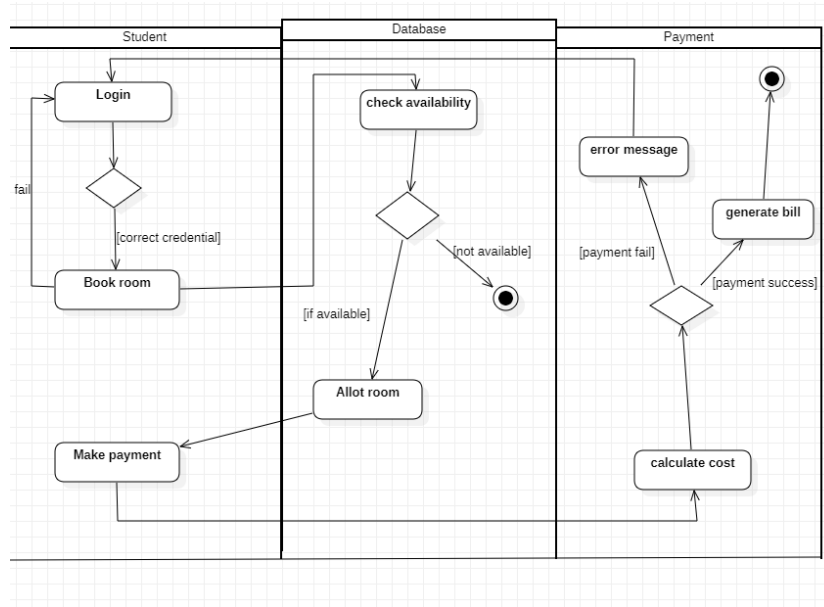 Student
Database
Payment
Login
check availability
error message
fail
generate bill
[correct credential]
[not available]
[payment fail]
Book room
[payment success]
[if available]
Allot room
Make payment
calculate cost